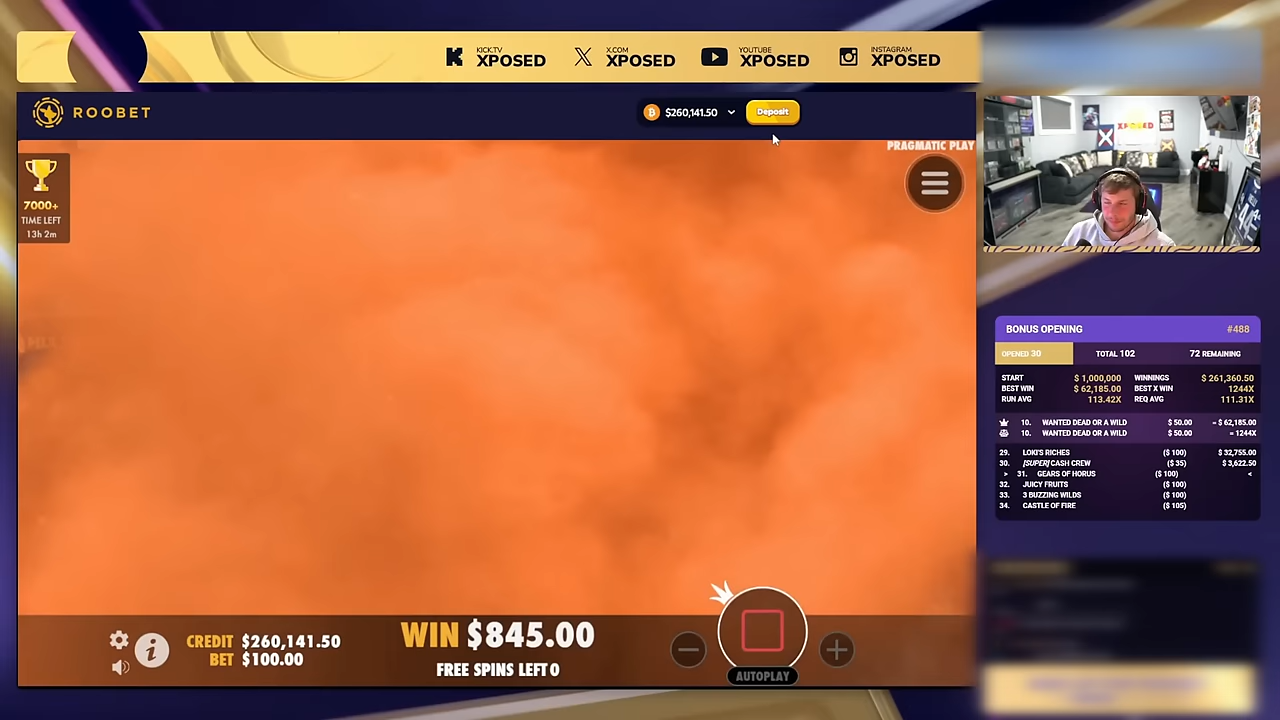 KICK.TV
XPOSED
X.COM
XPOSED
YOUTUBE
XPOSED
INSTAGRAM
XPOSED
ROOBET
$260,141.50
Deposit
PRAGMATIC PLAY
7000+
TIME LEFT
13h 2m
XPOSED
BONUS OPENING #488
OPENED 30 TOTAL 102 72 REMAINING
START $ 1,000,000 WINNINGS $ 261,360.50
BEST WIN $ 62,185.00 BEST X WIN 1244X
RUN AVG 113.42X REQ AVG 111.31X
10. WANTED DEAD OR A WILD $ 50.00 = $ 62,185.00
10. WANTED DEAD OR A WILD $ 50.00 = 1244X
29. LOKI'S RICHES ($ 100) $ 32,755.00
30. [SUPER] CASH CREW ($ 35) $ 3,622.50
> 31. GEARS OF HORUS ($ 100) <
32. JUICY FRUITS ($ 100)
33. 3 BUZZING WILDS ($ 100)
34. CASTLE OF FIRE ($ 105)
CREDIT $260,141.50
BET $100.00
WIN $845.00
FREE SPINS LEFT 0
AUTOPLAY